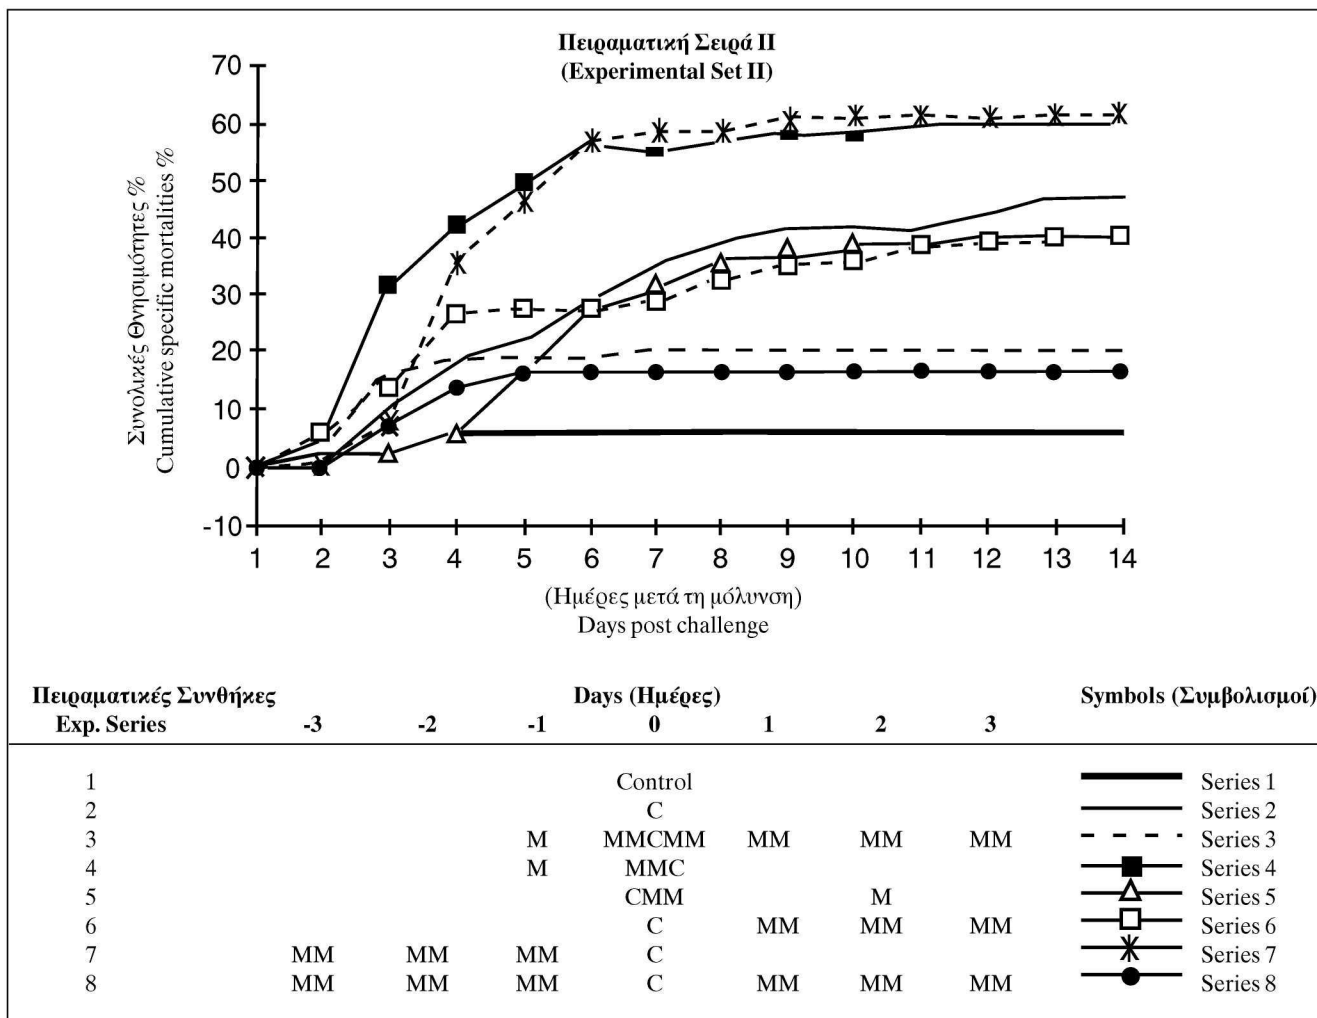 Πειραματική Σειρά II
(Experimental Set II)
Συνολικές Θνησιμότητες %
Cumulative specific mortalities %
70
60
50
40
30
20
10
0
-10
1 2 3 4 5 6 7 8 9 10 11 12 13 14
(Ημέρες μετά τη μόλυνση)
Days post challenge
Πειραματικές Συνθήκες Days (Ημέρες) Symbols (Συμβολισμοί)
Exp. Series -3 -2 -1 0 1 2 3
1 Control Series 1
2 C Series 2
3 M MMCMM MM MM MM Series 3
4 M MMC Series 4
5 CMM M Series 5
6 C MM MM MM Series 6
7 MM MM MM C Series 7
8 MM MM MM C MM MM MM Series 8